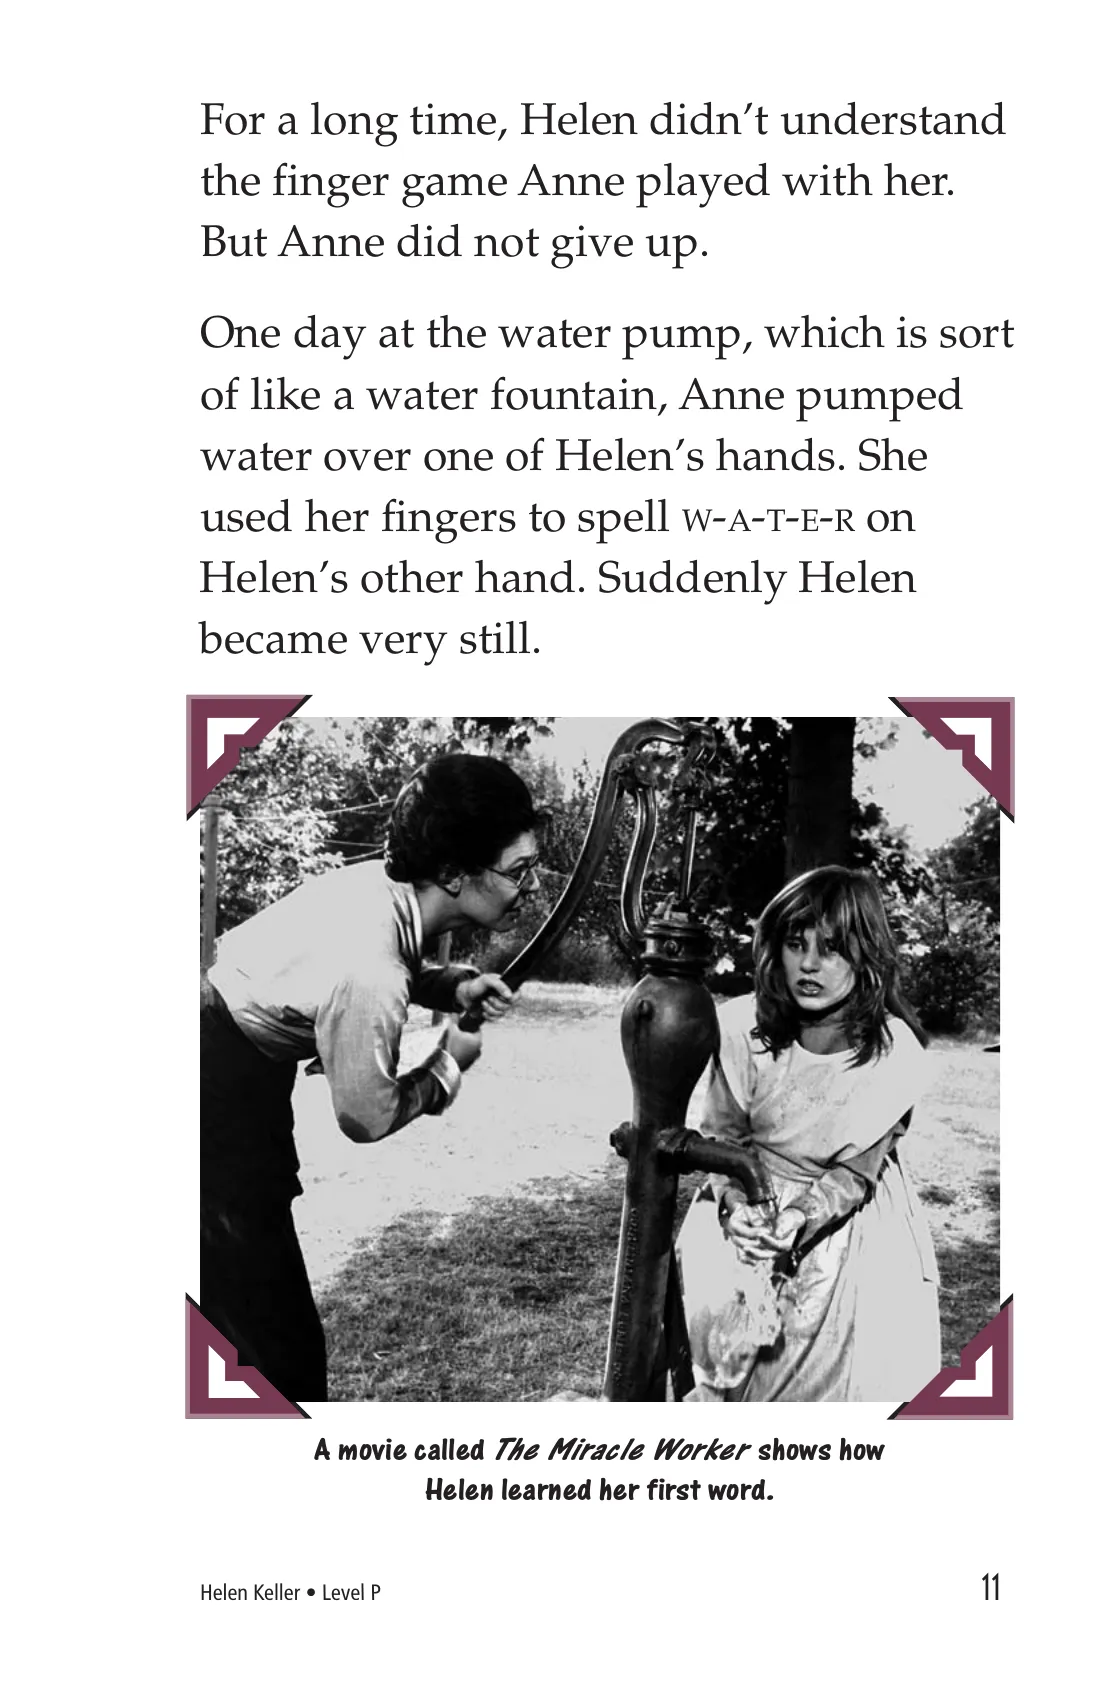 For a long time, Helen didn’t understand
the finger game Anne played with her.
But Anne did not give up.
One day at the water pump, which is sort
of like a water fountain, Anne pumped
water over one of Helen’s hands. She
used her fingers to spell W-A-T-E-R on
Helen’s other hand. Suddenly Helen
became very still.
A movie called The Miracle Worker shows how
Helen learned her first word.
Helen Keller • Level P
11